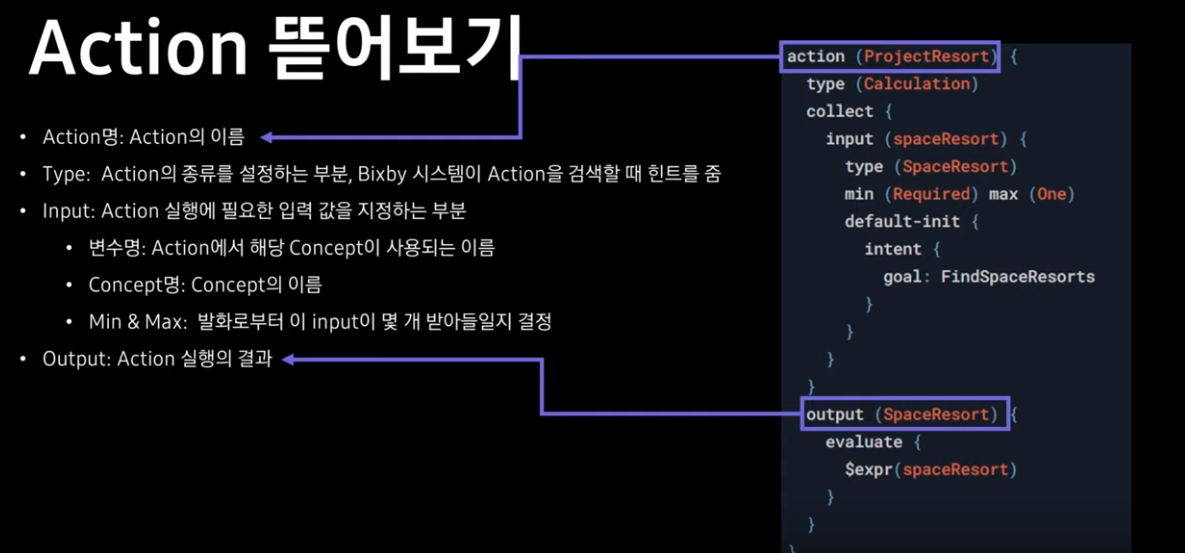 Action 뜯어보기
• Action명: Action의 이름
• Type: Action의 종류를 설정하는 부분, Bixby 시스템이 Action을 검색할 때 힌트를 줌
• Input: Action 실행에 필요한 입력 값을 지정하는 부분
• 변수명: Action에서 해당 Concept이 사용되는 이름
• Concept명: Concept의 이름
• Min & Max: 발화로부터 이 input이 몇 개 받아들일지 결정
• Output: Action 실행의 결과
action (ProjectResort) {
type (Calculation)
collect {
input (spaceResort) {
type (SpaceResort)
min (Required) max (One)
default-init {
intent {
goal: FindSpaceResorts
}
}
}
}
output (SpaceResort) {
evaluate {
$expr(spaceResort)
}
}
}